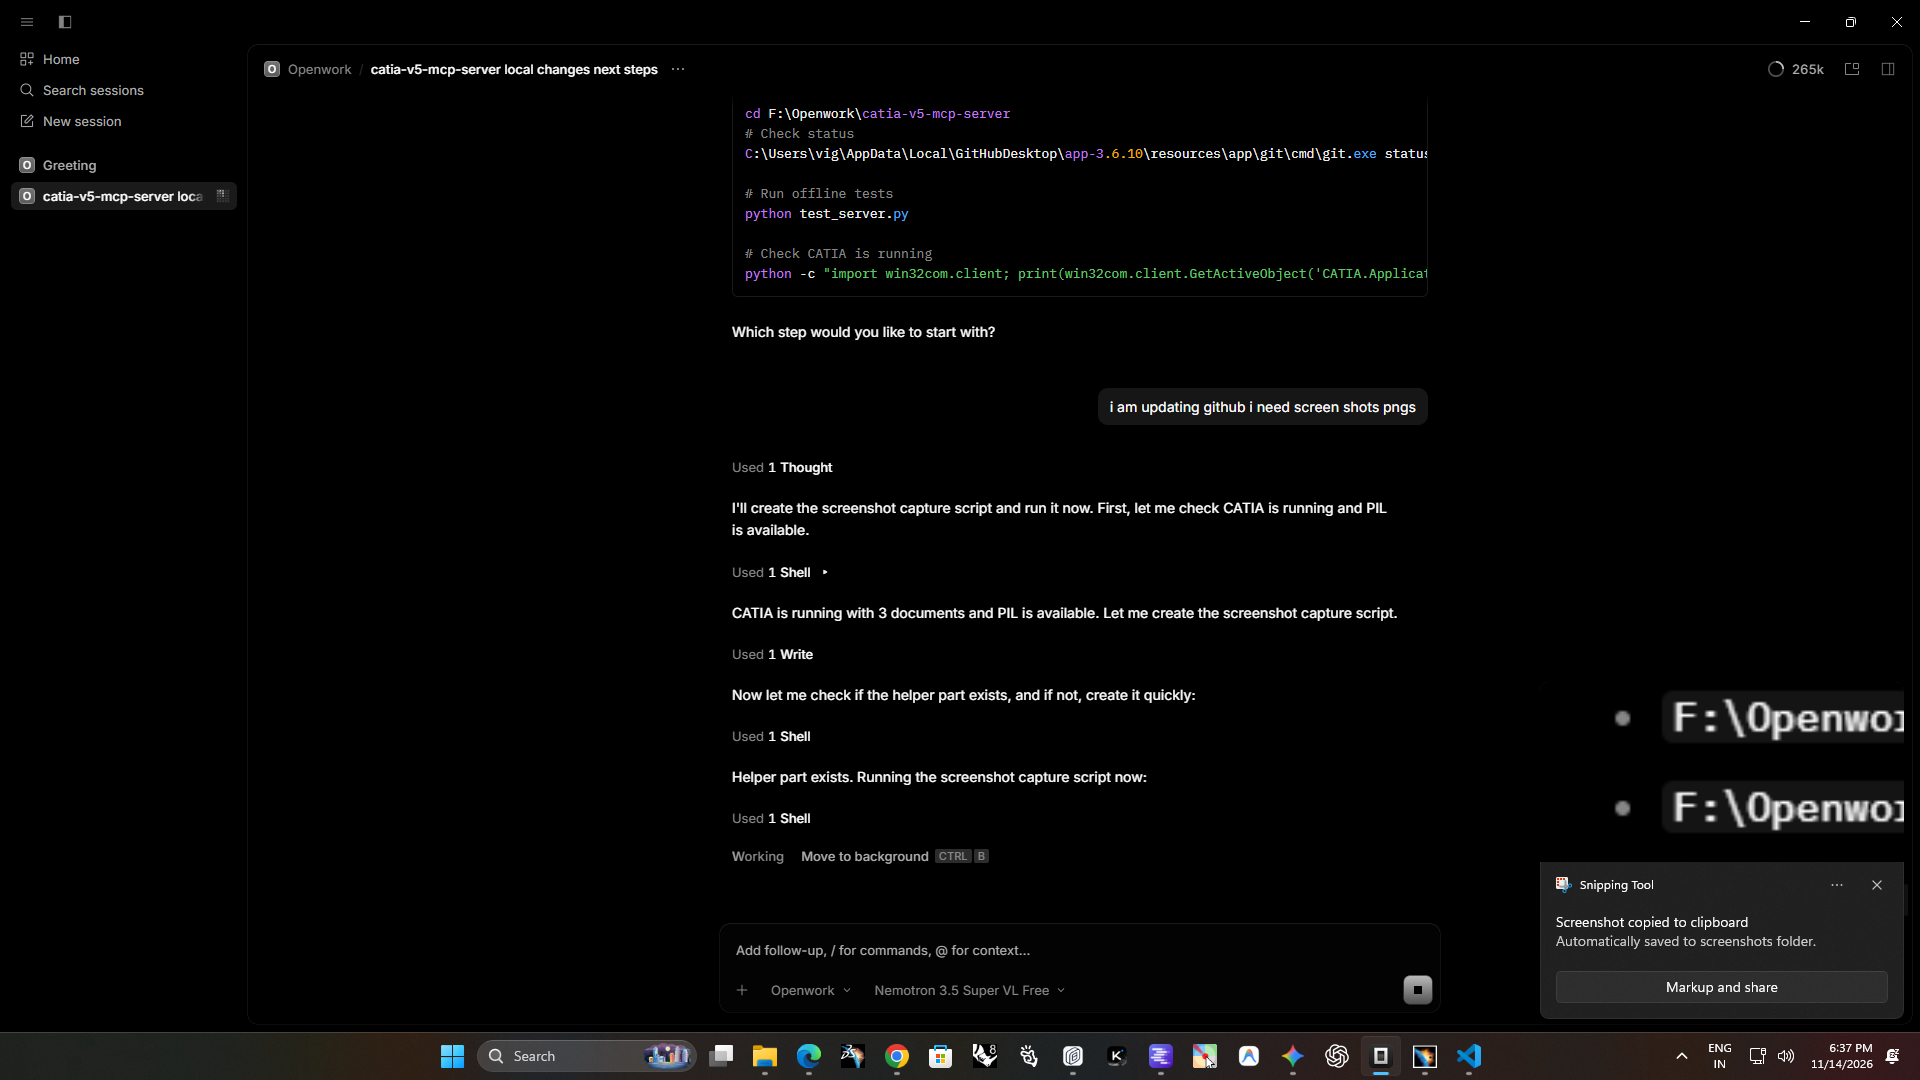 Home
Search sessions
New session
Greeting
catia-v5-mcp-server loca
Openwork / catia-v5-mcp-server local changes next steps ...
265k
cd F:\Openwork\catia-v5-mcp-server
# Check status
C:\Users\vig\AppData\Local\GitHubDesktop\app-3.6.10\resources\app\git\cmd\git.exe status
# Run offline tests
python test_server.py
# Check CATIA is running
python -c "import win32com.client; print(win32com.client.GetActiveObject('CATIA.Applicat
Which step would you like to start with?
i am updating github i need screen shots pngs
Used 1 Thought
I'll create the screenshot capture script and run it now. First, let me check CATIA is running and PIL
is available.
Used 1 Shell
CATIA is running with 3 documents and PIL is available. Let me create the screenshot capture script.
Used 1 Write
Now let me check if the helper part exists, and if not, create it quickly:
Used 1 Shell
Helper part exists. Running the screenshot capture script now:
Used 1 Shell
Working Move to background CTRL B
Add follow-up, / for commands, @ for context...
Openwork Nemotron 3.5 Super VL Free
F:\Openwor
F:\Openwor
Snipping Tool
Screenshot copied to clipboard
Automatically saved to screenshots folder.
Markup and share
Search
8
K
ENG
IN
6:37 PM
11/14/2026